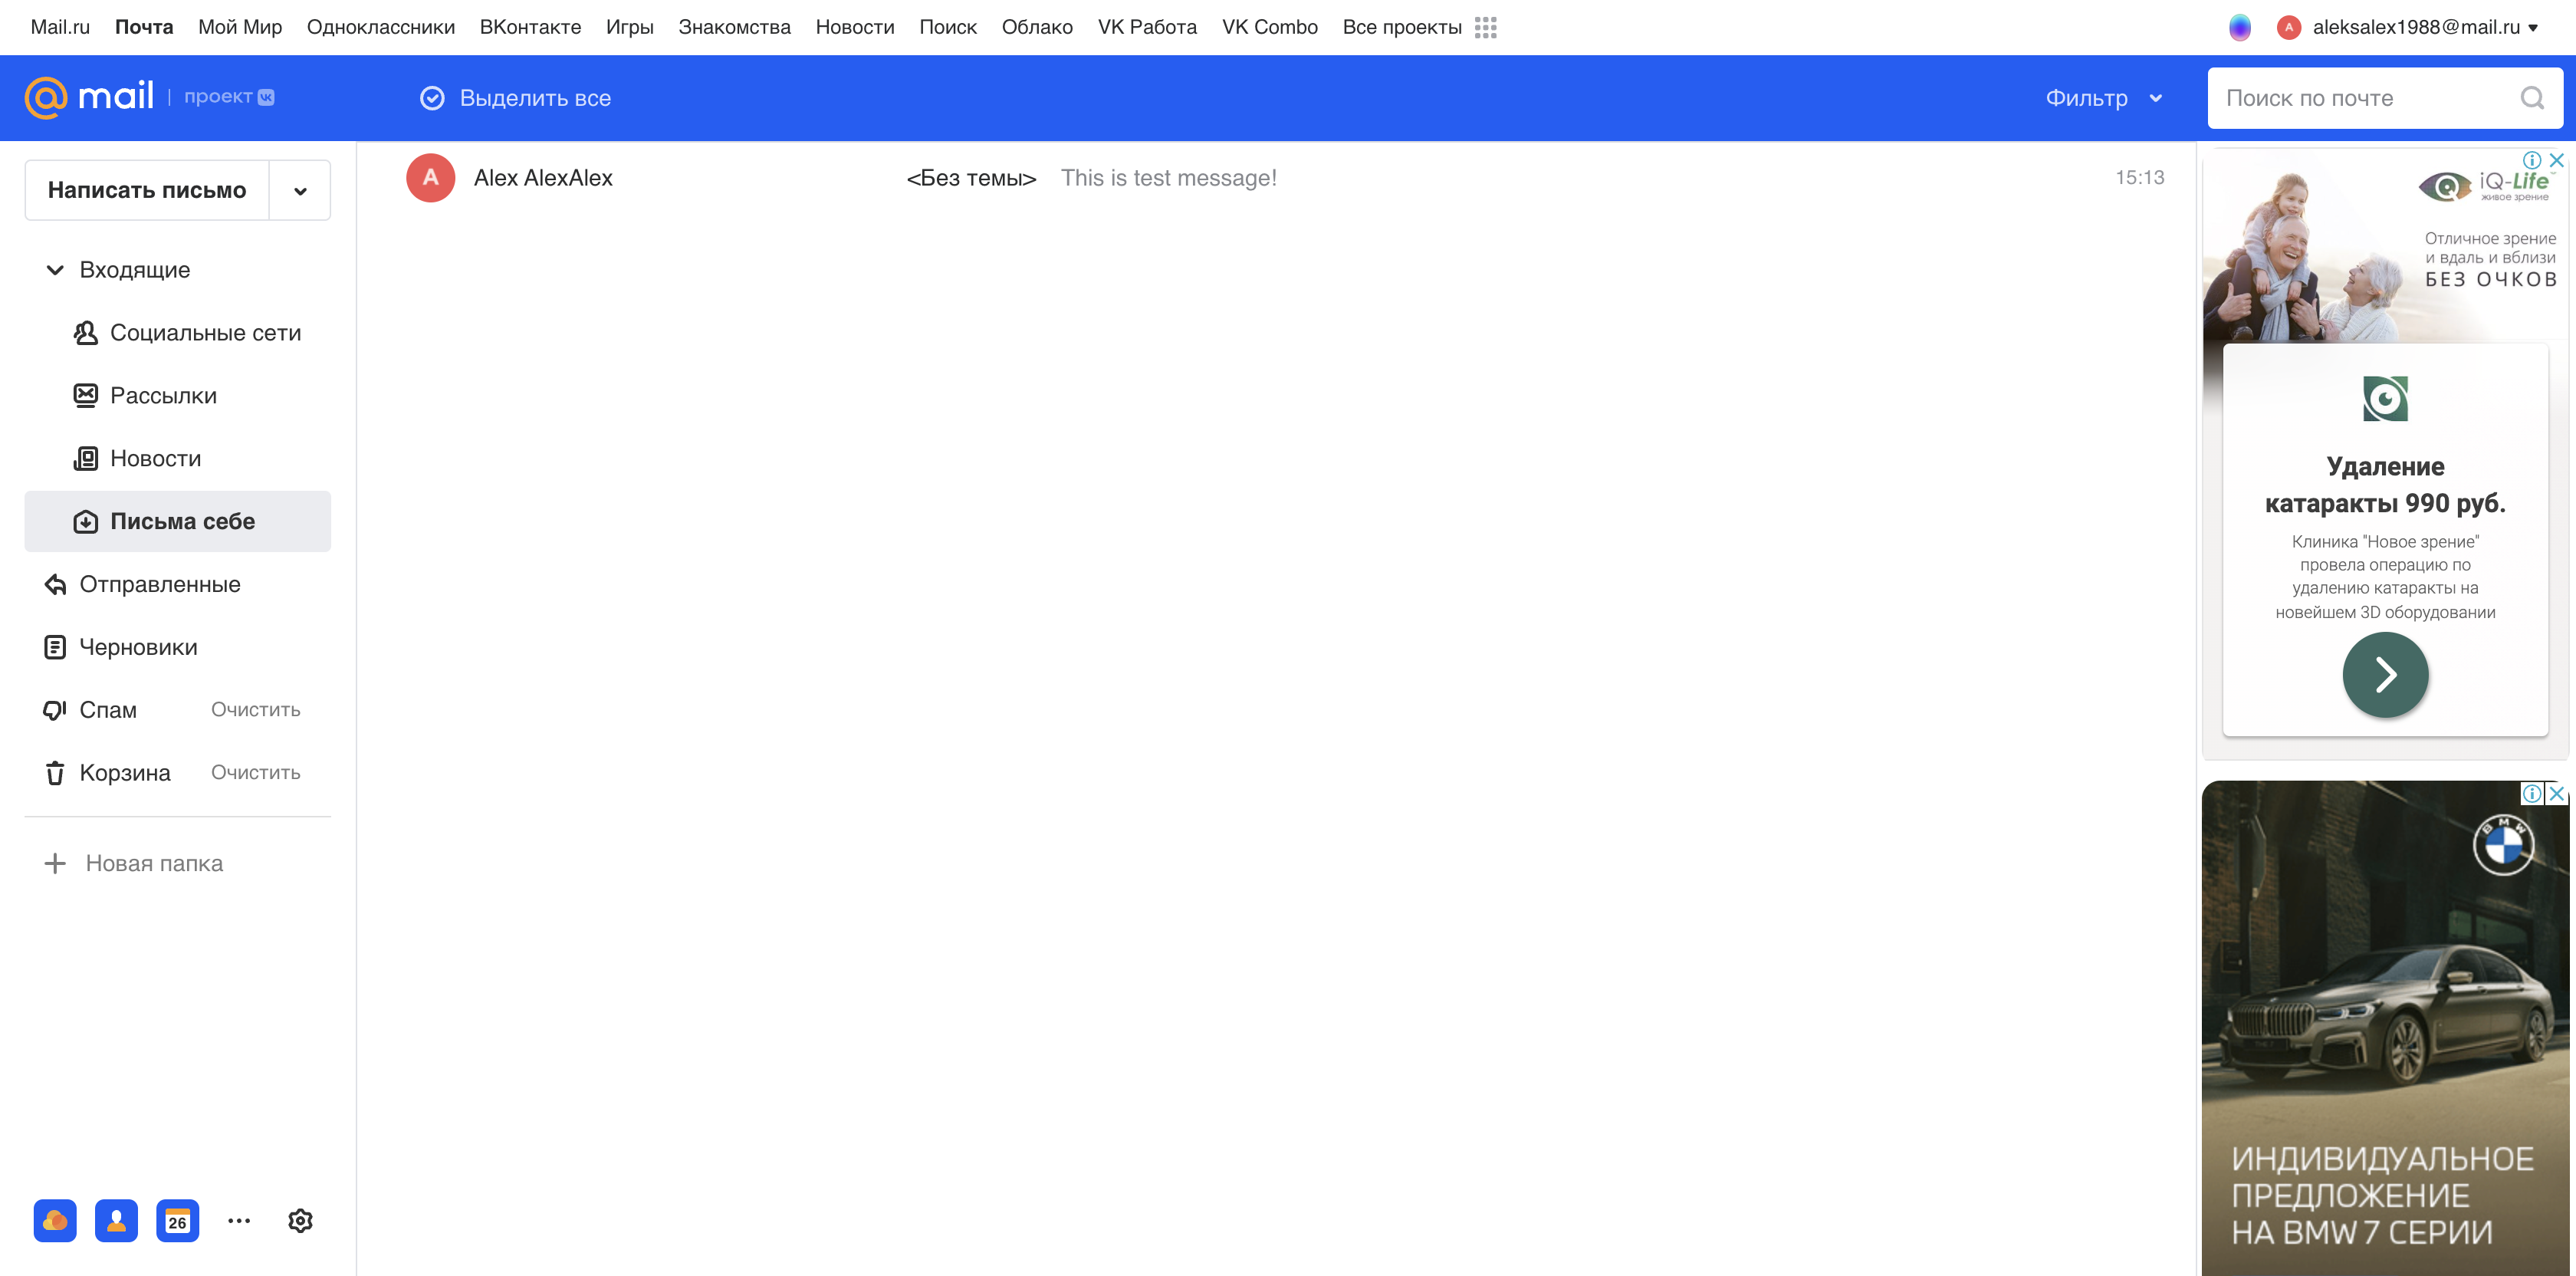 Mail.ru Почта Мой Мир Одноклассники ВКонтакте Игры Знакомства Новости Поиск Облако VK Работа VK Combo Все проекты
A aleksalex1988@mail.ru
@mail проект
Выделить все
Фильтр
Поиск по почте
Написать письмо
Входящие
Социальные сети
Рассылки
Новости
Письма себе
Отправленные
Черновики
Спам Очистить
Корзина Очистить
Новая папка
26
A Alex AlexAlex <Без темы> This is test message! 15:13
iQ-Life
живое зрение
Отличное зрение
и вдаль и вблизи
БЕЗ ОЧКОВ
Удаление
катаракты 990 руб.
Клиника "Новое зрение"
провела операцию по
удалению катаракты на
новейшем 3D оборудовании
BMW
ИНДИВИДУАЛЬНОЕ
ПРЕДЛОЖЕНИЕ
НА BMW 7 СЕРИИ